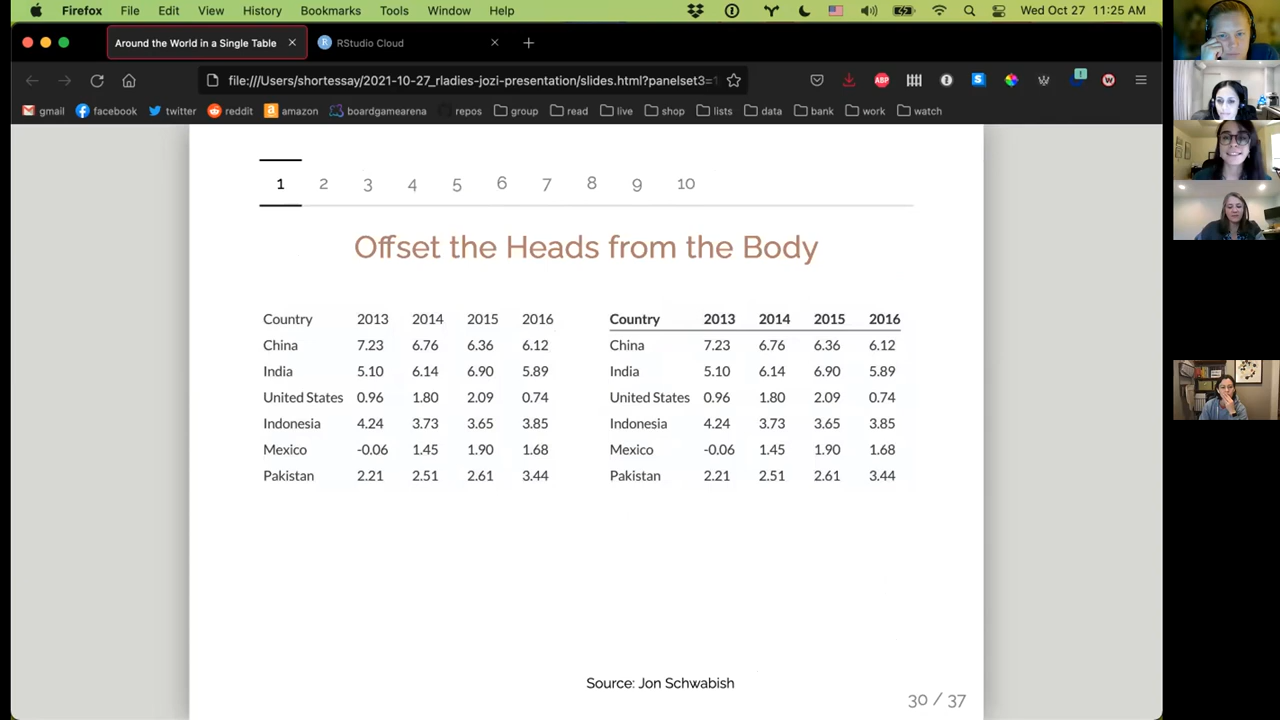 Firefox File Edit View History Bookmarks Tools Window Help Wed Oct 27 11:25 AM
Around the World in a Single Table RStudio Cloud
file:///Users/shortessay/2021-10-27_rladies-jozi-presentation/slides.html?panelset3=1
gmail facebook twitter reddit amazon boardgamearena repos group read live shop lists data bank work watch
1 2 3 4 5 6 7 8 9 10
Offset the Heads from the Body
Country 2013 2014 2015 2016
China 7.23 6.76 6.36 6.12
India 5.10 6.14 6.90 5.89
United States 0.96 1.80 2.09 0.74
Indonesia 4.24 3.73 3.65 3.85
Mexico -0.06 1.45 1.90 1.68
Pakistan 2.21 2.51 2.61 3.44
Country 2013 2014 2015 2016
China 7.23 6.76 6.36 6.12
India 5.10 6.14 6.90 5.89
United States 0.96 1.80 2.09 0.74
Indonesia 4.24 3.73 3.65 3.85
Mexico -0.06 1.45 1.90 1.68
Pakistan 2.21 2.51 2.61 3.44
Source: Jon Schwabish
30 / 37